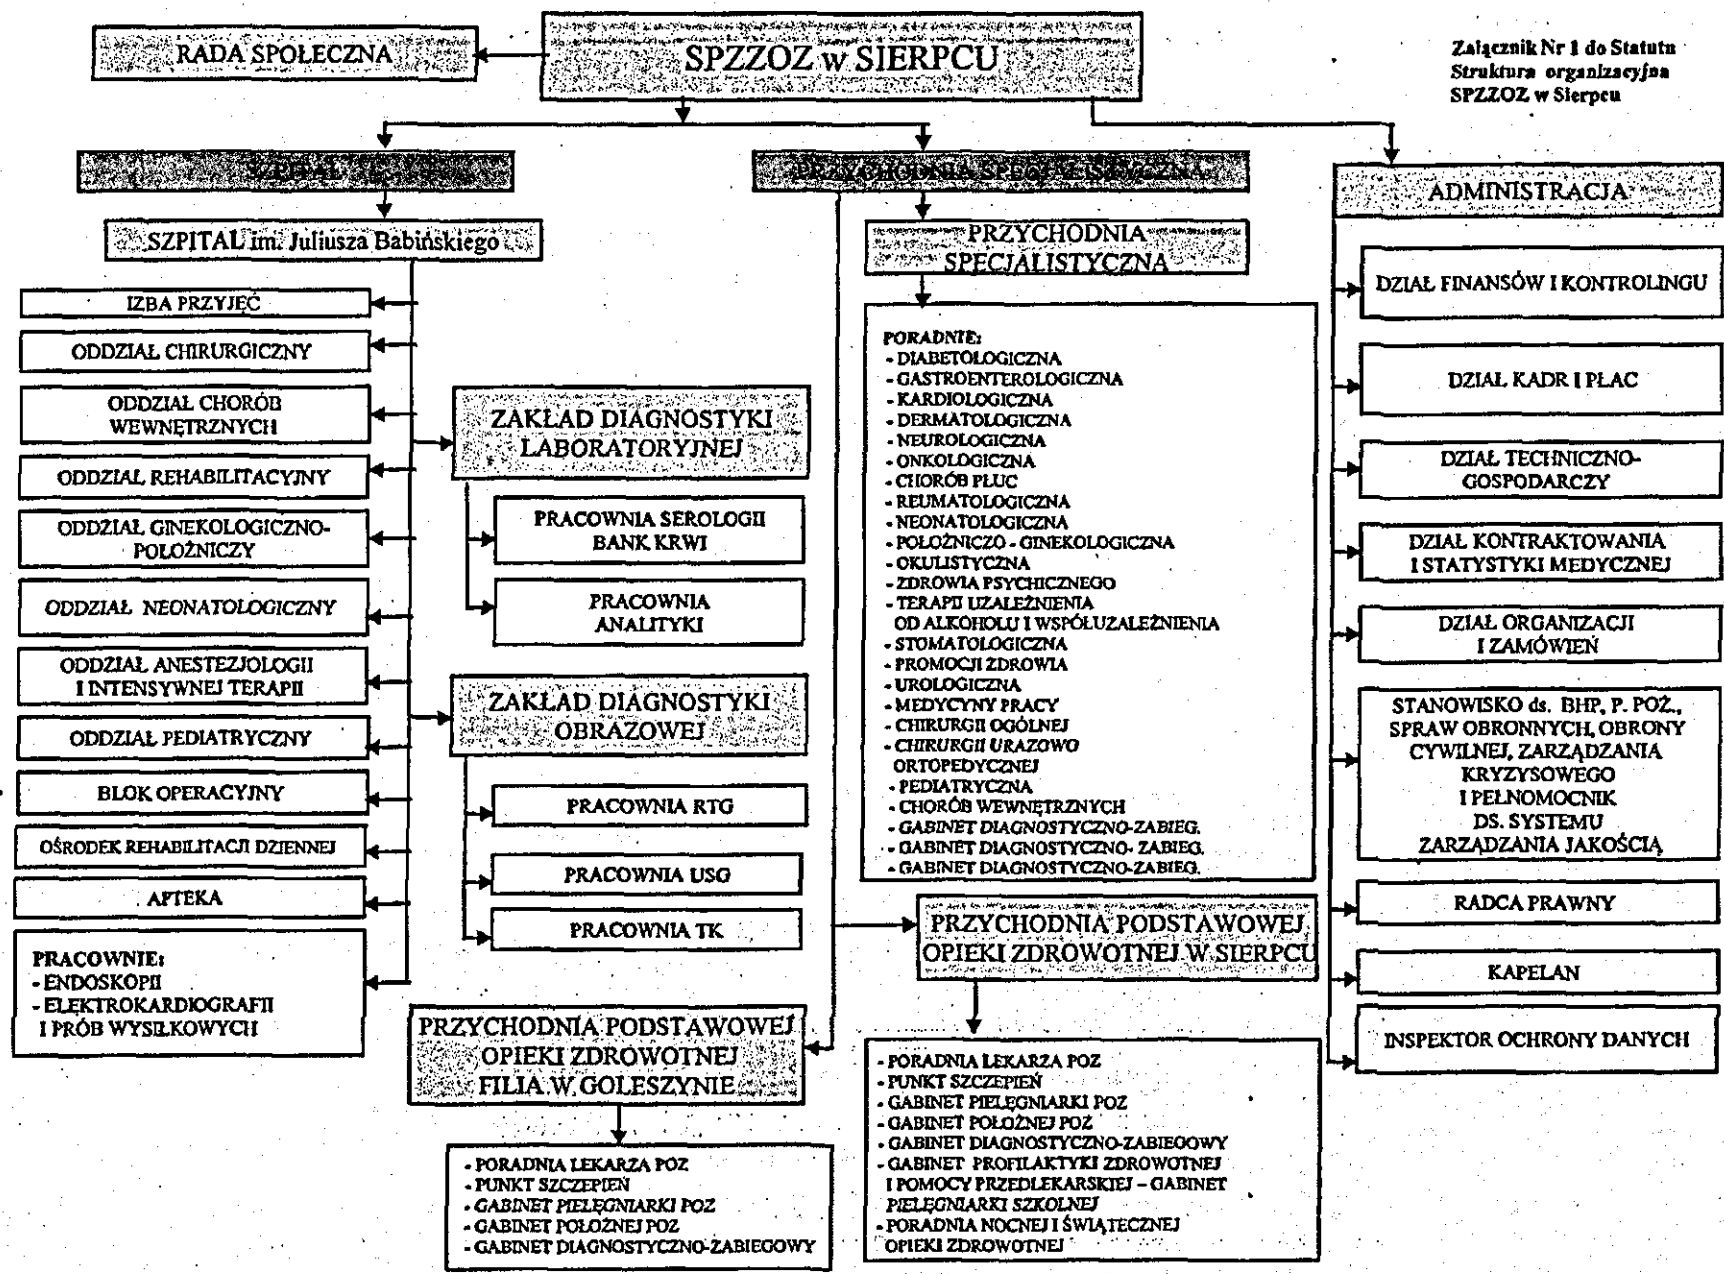 Załącznik Nr 1 do Statutu
Struktura organizacyjna
SPZZOZ w Sierpcu
SPZZOZ w SIERPCU
RADA SPOŁECZNA
SZPITAL
SZPITAL im. Juliusza Babińskiego
IZBA PRZYJĘĆ
ODDZIAŁ CHIRURGICZNY
ODDZIAŁ CHORÓB
WEWNĘTRZNYCH
ODDZIAŁ REHABILITACYJNY
ODDZIAŁ GINEKOLOGICZNO-
POŁOŻNICZY
ODDZIAŁ NEONATOLOGICZNY
ODDZIAŁ ANESTEZJOLOGII
I INTENSYWNEJ TERAPII
ODDZIAŁ PEDIATRYCZNY
BLOK OPERACYJNY
OŚRODEK REHABILITACJI DZIENNEJ
APTEKA
PRACOWNIE:
- ENDOSKOPII
- ELEKTROKARDIOGRAFII
I PRÓB WYSIŁKOWYCH
ZAKŁAD DIAGNOSTYKI
LABORATORYJNEJ
PRACOWNIA SEROLOGII
BANK KRWI
PRACOWNIA
ANALITYKI
ZAKŁAD DIAGNOSTYKI
OBRAZOWEJ
PRACOWNIA RTG
PRACOWNIA USG
PRACOWNIA TK
PRZYCHODNIA SPECJALISTYCZNA
PRZYCHODNIA
SPECJALISTYCZNA
PORADNIE:
- DIABETOLOGICZNA
- GASTROENTEROLOGICZNA
- KARDIOLOGICZNA
- DERMATOLOGICZNA
- NEUROLOGICZNA
- ONKOLOGICZNA
- CHORÓB PŁUC
- REUMATOLOGICZNA
- NEONATOLOGICZNA
- POŁOŻNICZO - GINEKOLOGICZNA
- OKULISTYCZNA
- ZDROWIA PSYCHICZNEGO
- TERAPII UZALEŻNIENIA
OD ALKOHOLU I WSPÓŁUZALEŻNIENIA
- STOMATOLOGICZNA
- PROMOCJI ZDROWIA
- UROLOGICZNA
- MEDYCYNY PRACY
- CHIRURGII OGÓLNEJ
- CHIRURGII URAZOWO
ORTOPEDYCZNEJ
- PEDIATRYCZNA
- CHORÓB WEWNĘTRZNYCH
- GABINET DIAGNOSTYCZNO-ZABIEG.
- GABINET DIAGNOSTYCZNO- ZABIEG.
- GABINET DIAGNOSTYCZNO-ZABIEG.
PRZYCHODNIA PODSTAWOWEJ
OPIEKI ZDROWOTNEJ W SIERPCU
- PORADNIA LEKARZA POZ
- PUNKT SZCZEPIEŃ
- GABINET PIELĘGNIARKI POZ
- GABINET POŁOŻNEJ POZ
- GABINET DIAGNOSTYCZNO-ZABIEGOWY
- GABINET PROFILAKTYKI ZDROWOTNEJ
I POMOCY PRZEDLEKARSKIEJ – GABINET
PIELĘGNIARKI SZKOLNEJ
- PORADNIA NOCNEJ I ŚWIĄTECZNEJ
OPIEKI ZDROWOTNEJ
PRZYCHODNIA PODSTAWOWEJ
OPIEKI ZDROWOTNEJ
FILIA W GOLESZYNIE
- PORADNIA LEKARZA POZ
- PUNKT SZCZEPIEŃ
- GABINET PIELĘGNIARKI POZ
- GABINET POŁOŻNEJ POZ
- GABINET DIAGNOSTYCZNO-ZABIEGOWY
ADMINISTRACJA
DZIAŁ FINANSÓW I KONTROLINGU
DZIAŁ KADR I PŁAC
DZIAŁ TECHNICZNO-
GOSPODARCZY
DZIAŁ KONTRAKTOWANIA
I STATYSTYKI MEDYCZNEJ
DZIAŁ ORGANIZACJI
I ZAMÓWIEŃ
STANOWISKO ds. BHP, P. POŻ.,
SPRAW OBRONNYCH, OBRONY
CYWILNEJ, ZARZĄDZANIA
KRYZYSOWEGO
I PEŁNOMOCNIK
DS. SYSTEMU
ZARZĄDZANIA JAKOŚCIĄ
RADCA PRAWNY
KAPELAN
INSPEKTOR OCHRONY DANYCH